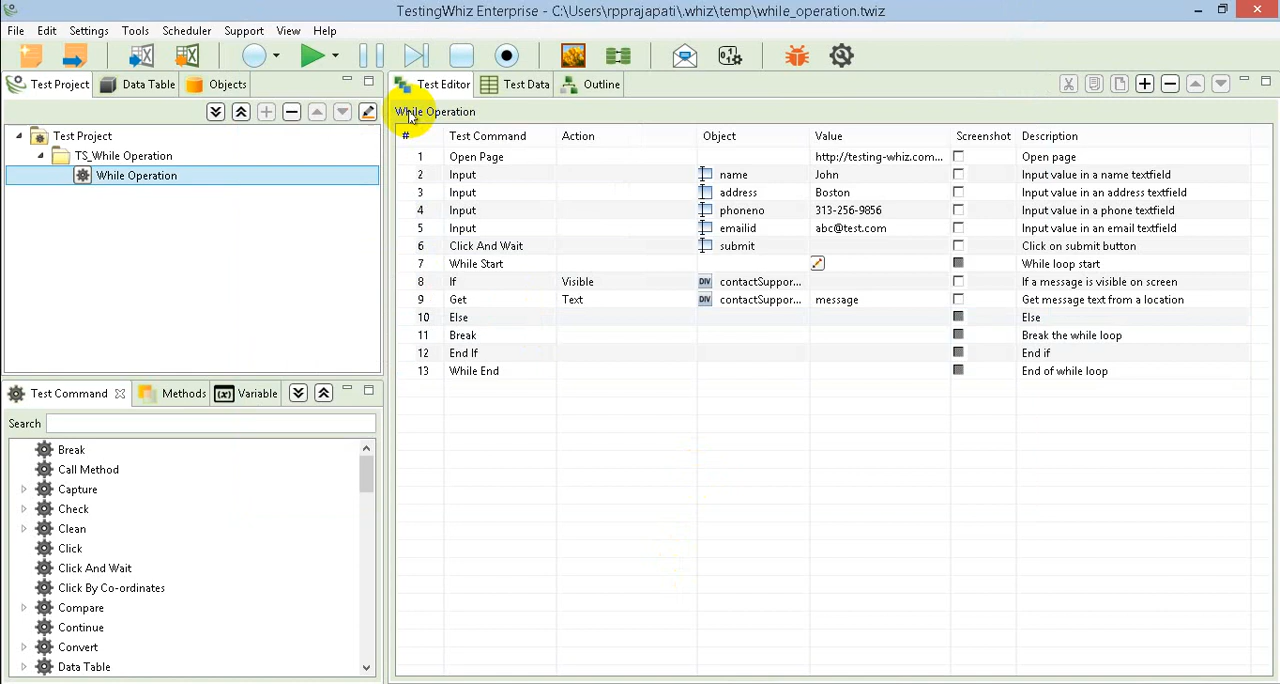 TestingWhiz Enterprise - C:\Users\rpprajapati\.whiz\temp\while_operation.twiz
File Edit Settings Tools Scheduler Support View Help
Test Project Data Table Objects
Test Editor Test Data Outline
While Operation
# Test Command Action Object Value Screenshot Description
1 Open Page http://testing-whiz.com... Open page
2 Input name John Input value in a name textfield
3 Input address Boston Input value in an address textfield
4 Input phoneno 313-256-9856 Input value in a phone textfield
5 Input emailid abc@test.com Input value in an email textfield
6 Click And Wait submit Click on submit button
7 While Start While loop start
8 If Visible DIV contactSuppor... If a message is visible on screen
9 Get Text DIV contactSuppor... message Get message text from a location
10 Else Else
11 Break Break the while loop
12 End If End if
13 While End End of while loop
Test Project
TS_While Operation
While Operation
Test Command Methods (x) Variable
Search
Break
Call Method
Capture
Check
Clean
Click
Click And Wait
Click By Co-ordinates
Compare
Continue
Convert
Data Table